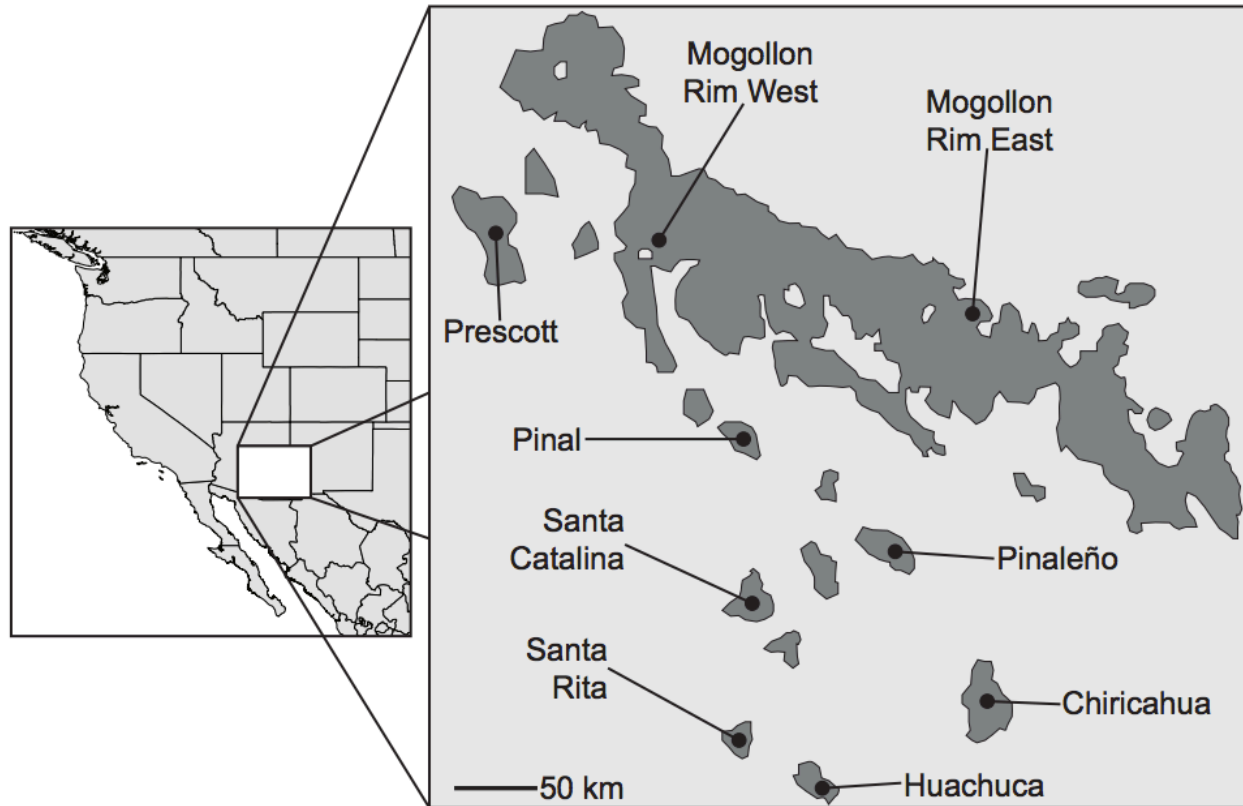 Mogollon
Rim West
Mogollon
Rim East
Prescott
Pinal
Santa
Catalina
Pinaleño
Santa
Rita
Chiricahua
50 km
Huachuca